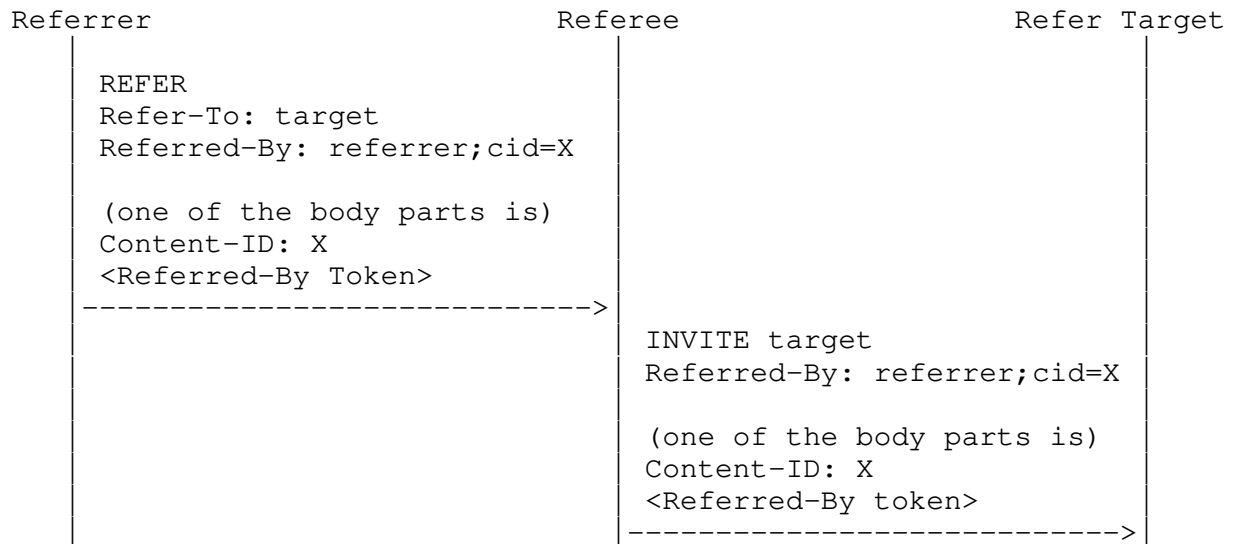 Referrer Referee Refer Target
REFER
Refer-To: target
Referred-By: referrer;cid=X
(one of the body parts is)
Content-ID: X
<Referred-By Token>
INVITE target
Referred-By: referrer;cid=X
(one of the body parts is)
Content-ID: X
<Referred-By token>